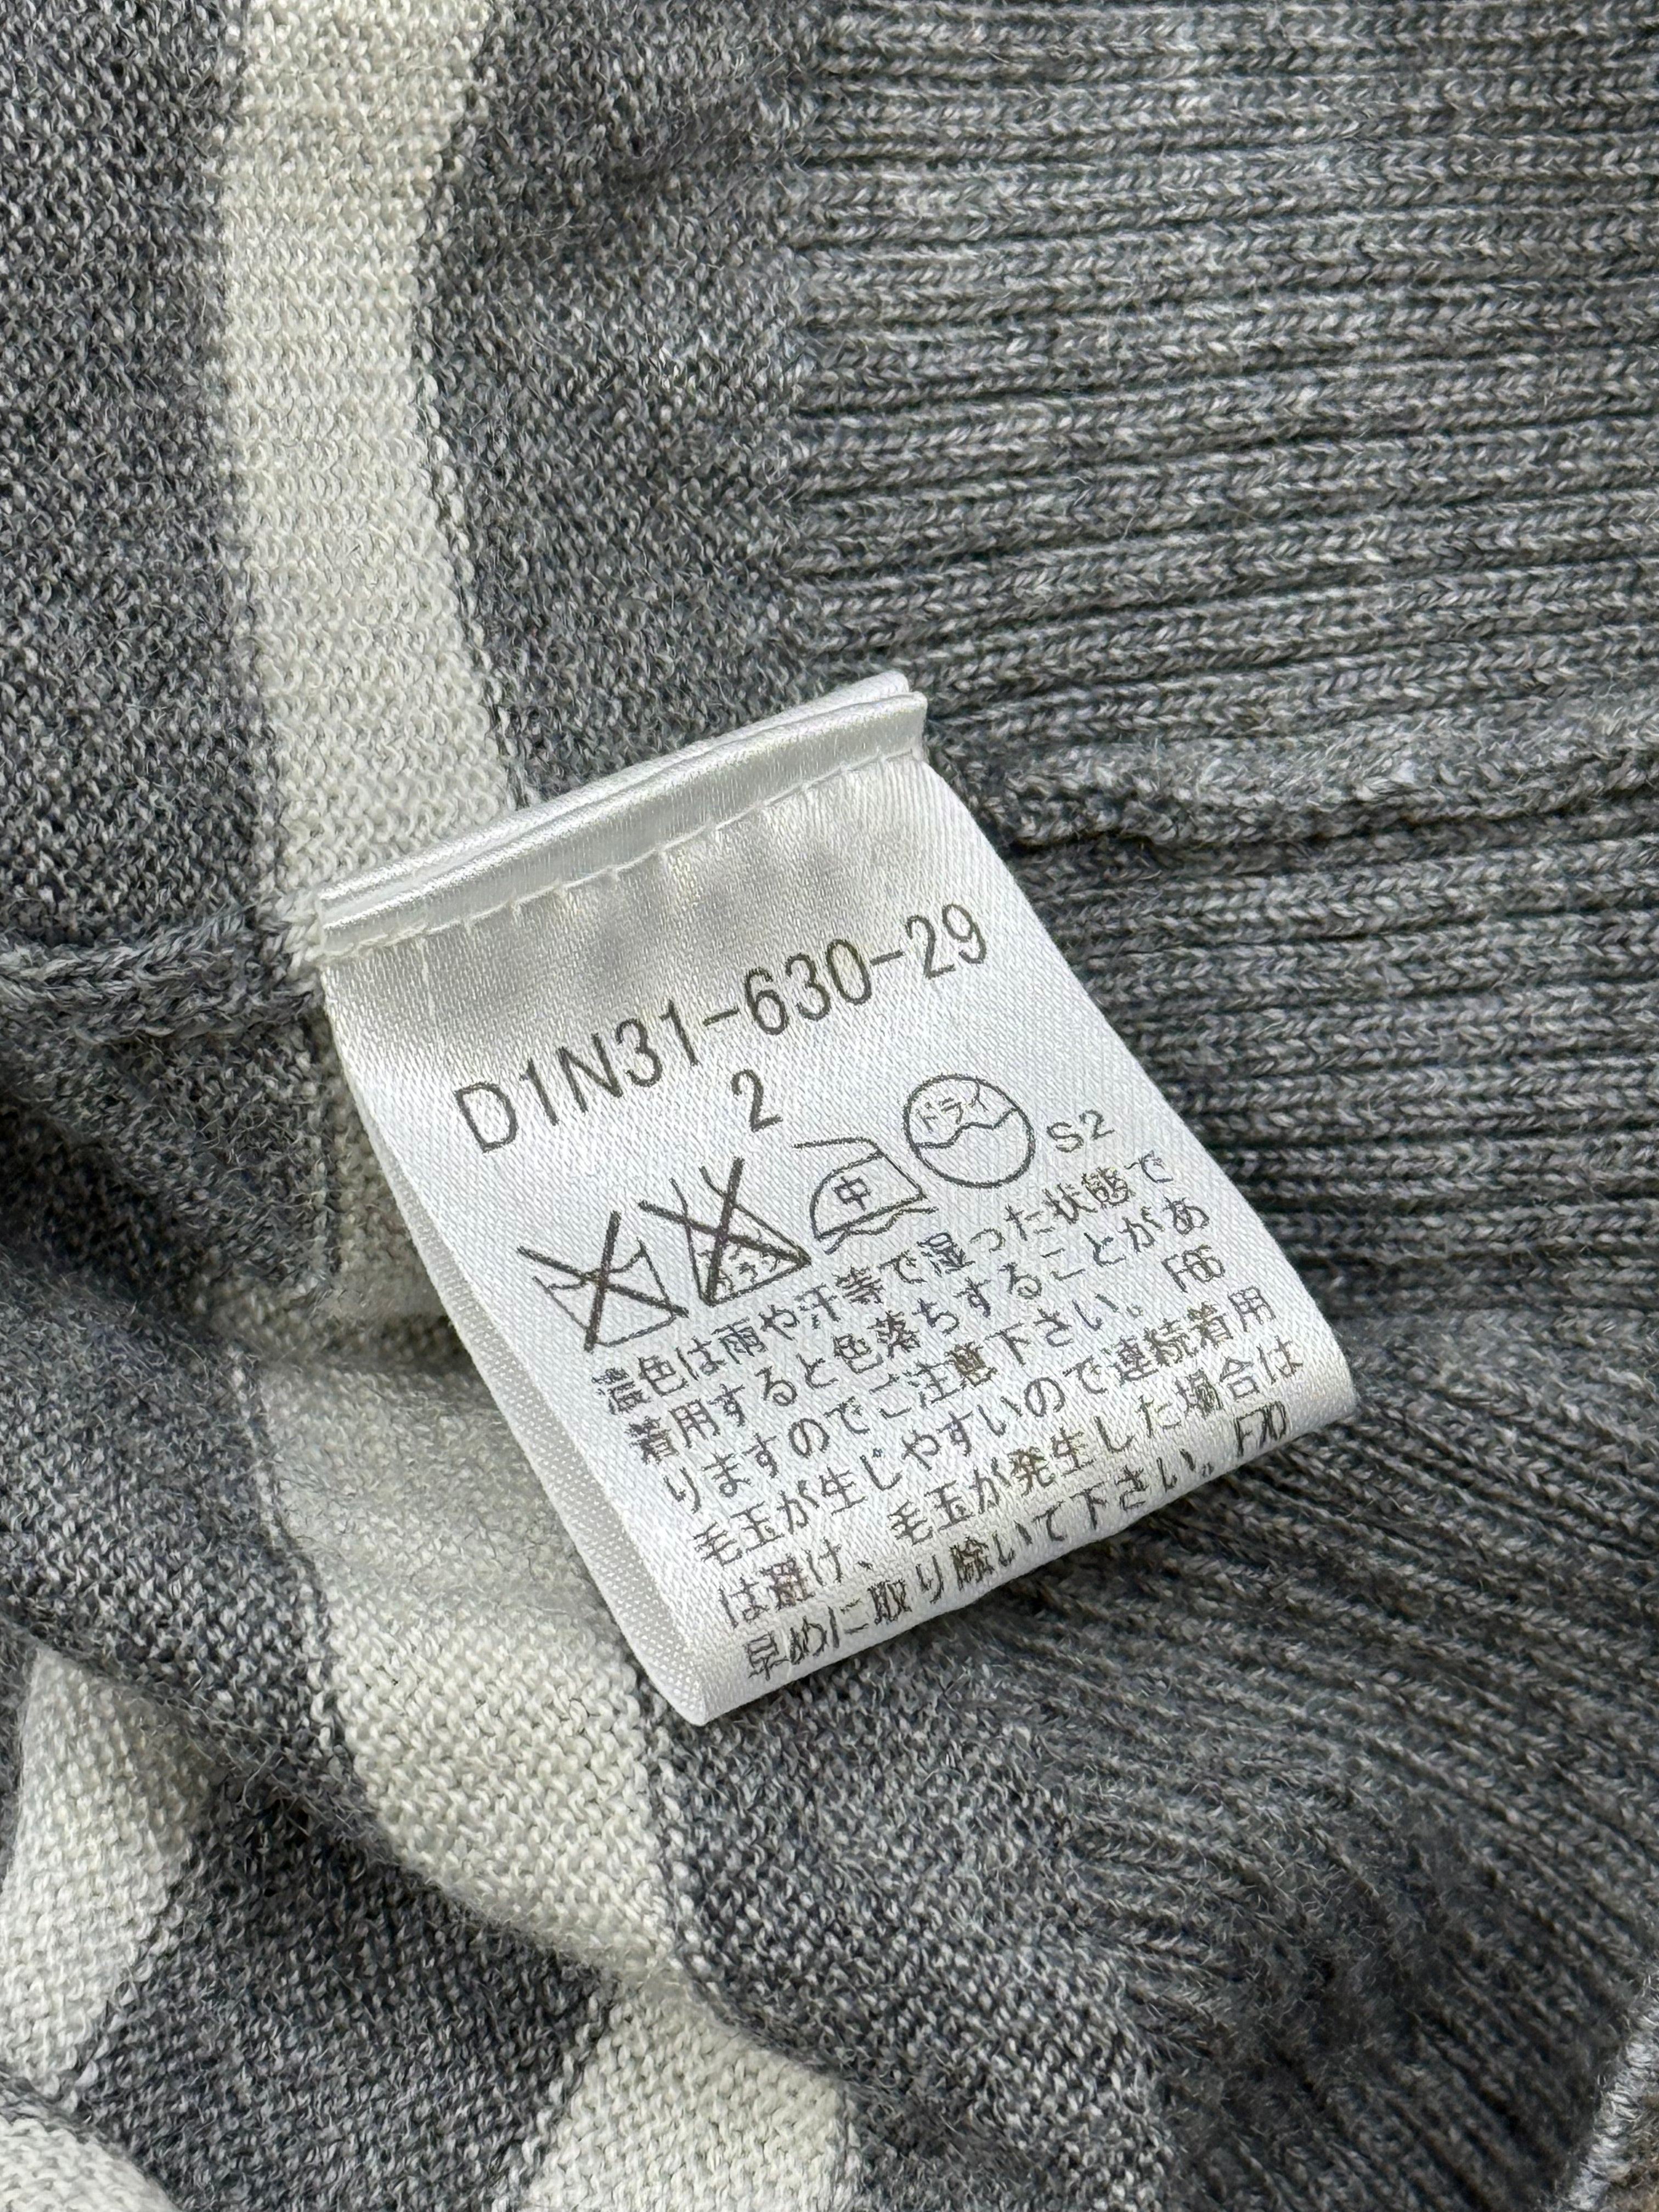 D1N31-630-29
2
中
ドライ
S2
濃色は雨や汗等で湿った状態で
着用すると色落ちすることがあ
りますのでご注意下さい。 F66
毛玉が生じやすいので連続着用
は避け、毛玉が発生した場合は
早めに取り除いて下さい。 F70